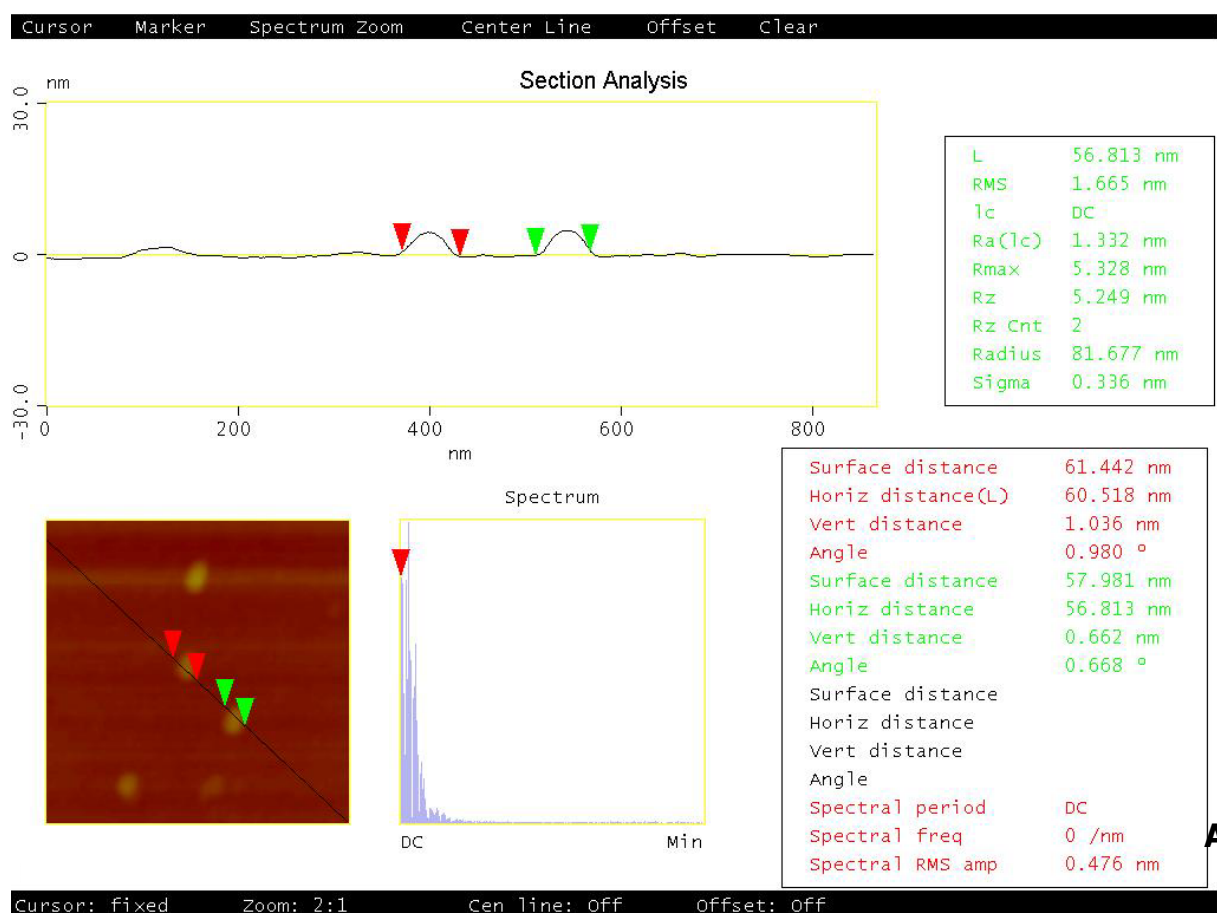 Cursor Marker Spectrum Zoom Center Line Offset Clear
Section Analysis
nm
30.0
0
-30.0
0 200 400 600 800
nm
L 56.813 nm
RMS 1.665 nm
lc DC
Ra(lc) 1.332 nm
Rmax 5.328 nm
Rz 5.249 nm
Rz Cnt 2
Radius 81.677 nm
Sigma 0.336 nm
Surface distance 61.442 nm
Horiz distance(L) 60.518 nm
Vert distance 1.036 nm
Angle 0.980 °
Surface distance 57.981 nm
Horiz distance 56.813 nm
Vert distance 0.662 nm
Angle 0.668 °
Surface distance
Horiz distance
Vert distance
Angle
Spectral period DC
Spectral freq 0 /nm
Spectral RMS amp 0.476 nm
Spectrum
DC Min
A
Cursor: fixed Zoom: 2:1 Cen line: Off Offset: Off